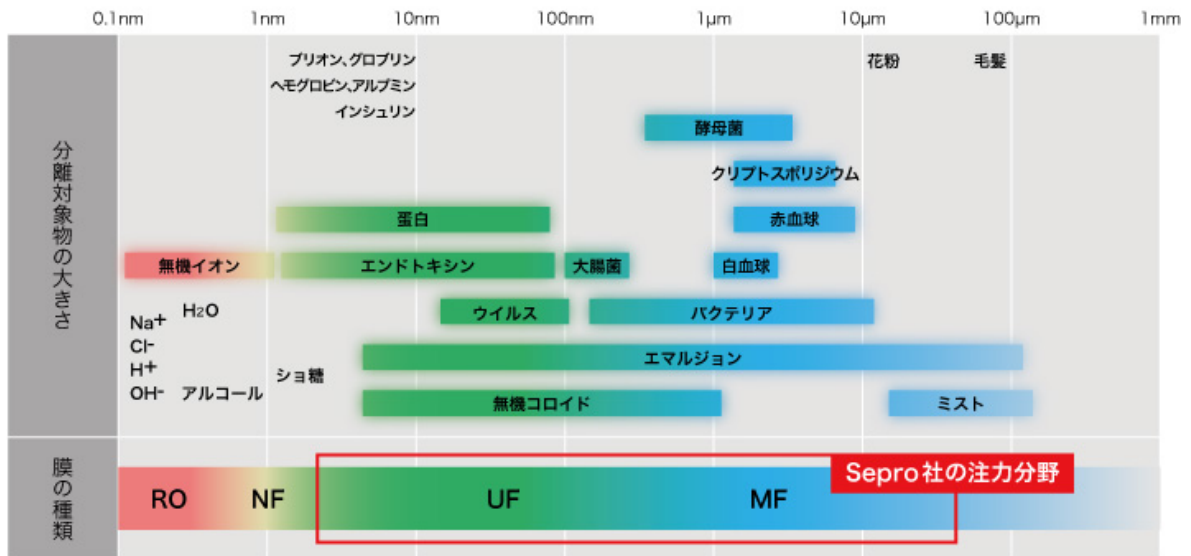 0.1nm 1nm 10nm 100nm 1μm 10μm 100μm 1mm
分離対象物の大きさ
プリオン、グロブリン
ヘモグロビン、アルブミン
インシュリン
花粉 毛髪
酵母菌
クリプトスポリジウム
蛋白 赤血球
無機イオン エンドトキシン 大腸菌 白血球
ウイルス バクテリア
Na+ H2O
Cl-
エマルジョン
H+
ショ糖
OH- アルコール
無機コロイド ミスト
膜の種類
Sepro社の注力分野
RO NF UF MF